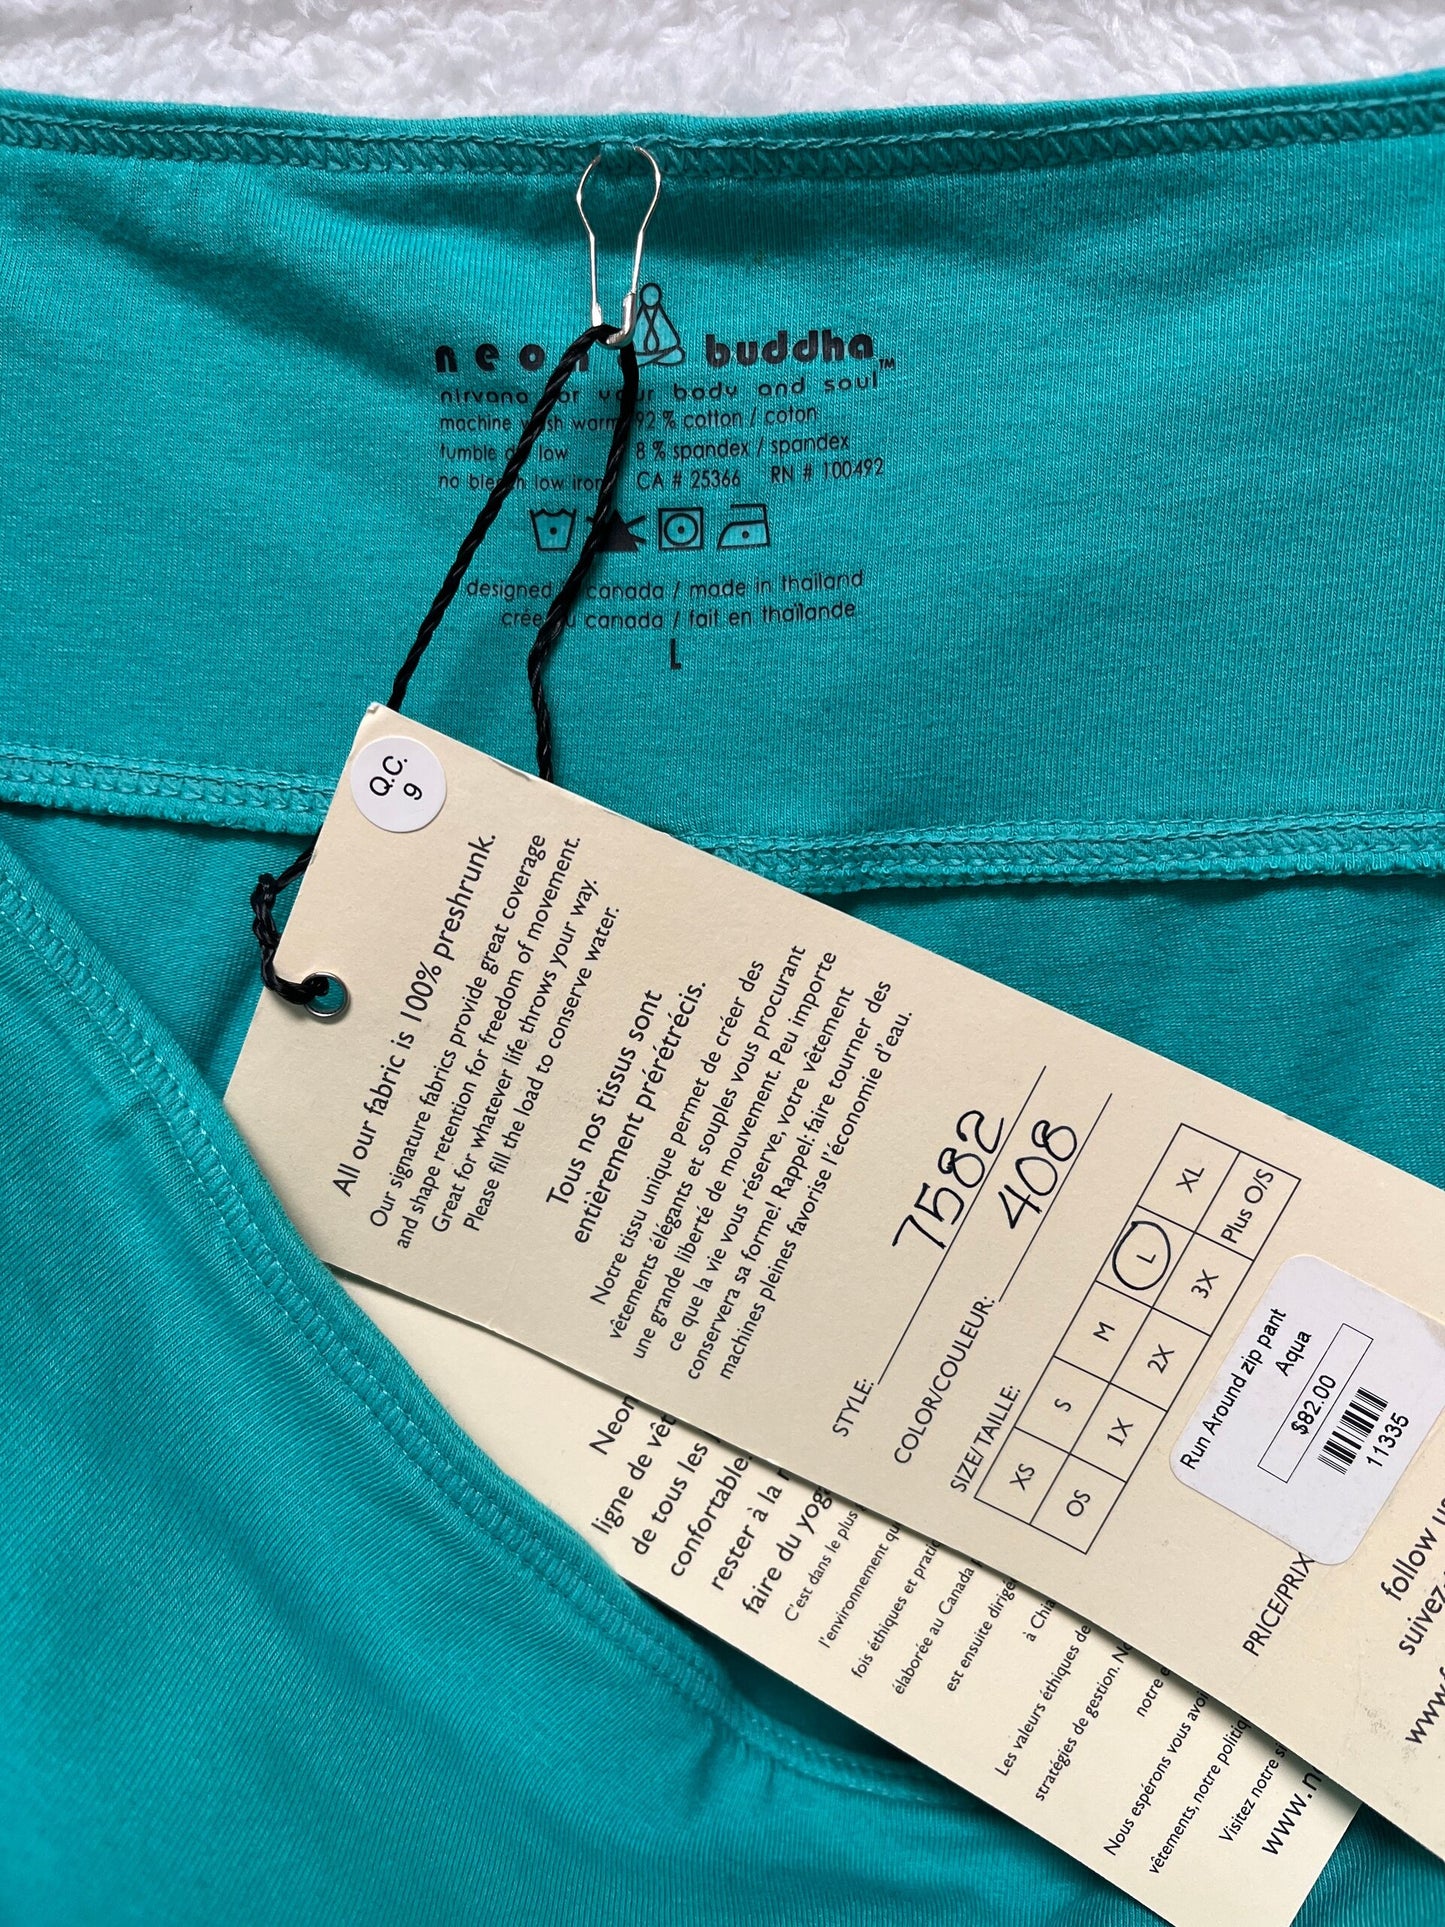 neon buddha™
nirvana for your body and soul
machine wash warm 92 % cotton / coton
tumble dry low 8 % spandex / spandex
no bleach low iron CA # 25366 RN # 100492
designed canada / made in thailand
crée au canada / fait en thaïlande
L
Q.C.
9
All our fabric is 100% preshrunk.
Our signature fabrics provide great coverage
and shape retention for freedom of movement.
Great for whatever life throws your way.
Please fill the load to conserve water.
Tous nos tissus sont
entièrement prérétrécis.
Notre tissu unique permet de créer des
vêtements élégants et souples vous procurant
une grande liberté de mouvement. Peu importe
ce que la vie vous réserve, votre vêtement
conservera sa forme! Rappel: faire tourner des
machines pleines favorise l'économie d'eau.
STYLE: 7582
COLOR/COULEUR: 408
SIZE/TAILLE:
XS S M L XL
OS 1X 2X 3X Plus O/S
PRICE/PRIX
Run Around zip pant
Aqua
$82.00
11335
follow
suivez
www.
Neon
ligne de
de tous les
confortable
rester à la
faire du yoga
C'est dans le plus
l'environnement
fois éthiques et
élaborée au Canada
est ensuite
à
Les valeurs éthiques de
stratégies de gestion.
notre
Nous espérons vous
vêtements, notre
Visitez notre
www.